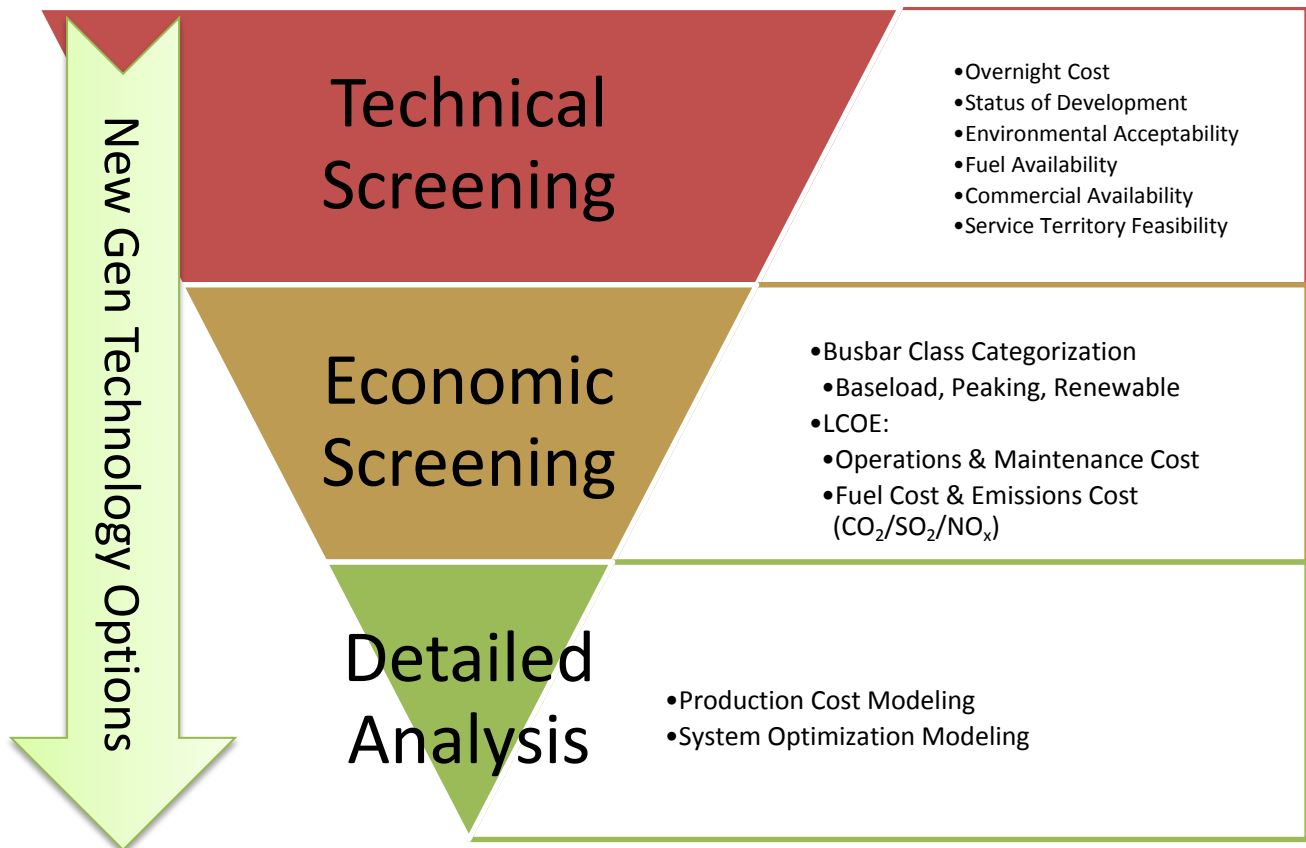 New Gen Technology Options
Technical
Screening
•Overnight Cost
•Status of Development
•Environmental Acceptability
•Fuel Availability
•Commercial Availability
•Service Territory Feasibility
Economic
Screening
•Busbar Class Categorization
•Baseload, Peaking, Renewable
•LCOE:
•Operations & Maintenance Cost
•Fuel Cost & Emissions Cost
(CO₂/SO₂/NOₓ)
Detailed
Analysis
•Production Cost Modeling
•System Optimization Modeling